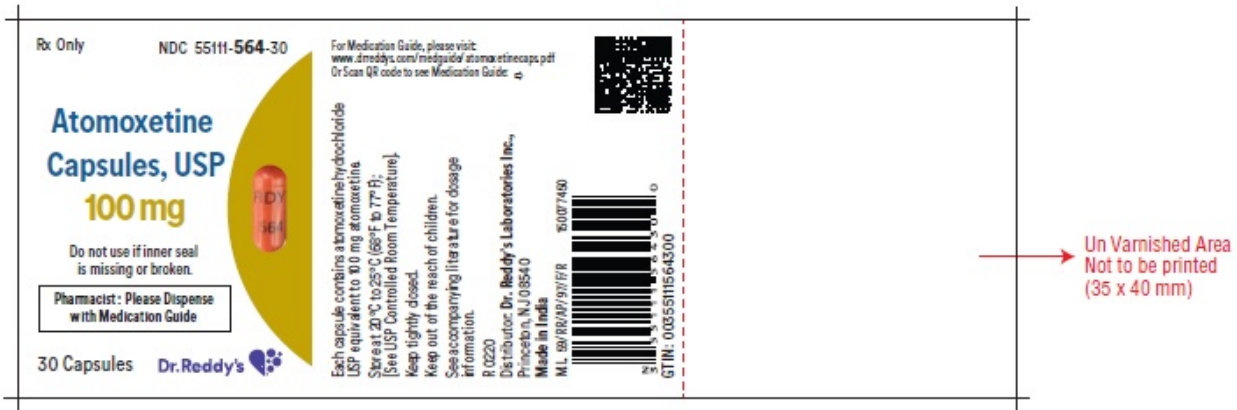 Rx Only
NDC 55111-564-30
Atomoxetine
Capsules, USP
100 mg
RDY
564
Do not use if inner seal
is missing or broken.
Pharmacist: Please Dispense
with Medication Guide
30 Capsules
Dr.Reddy's
For Medication Guide, please visit:
www.drreddys.com/medguide/atomoxetinecaps.pdf
Or Scan QR code to see Medication Guide:
Each capsule contains atomoxetine hydrochloride
USP equivalent to 100 mg atomoxetine.
Store at 20°C to 25°C (68°F to 77°F);
[See USP Controlled Room Temperature].
Keep tightly closed.
Keep out of the reach of children.
See accompanying literature for dosage
information.
R0220
Distributor: Dr. Reddy's Laboratories Inc.,
Princeton, NJ 08540
Made in India
M.L. 69/RR/AP/97/F/R 150077460
GTIN: 00355111564300
Un Varnished Area
Not to be printed
(35 x 40 mm)